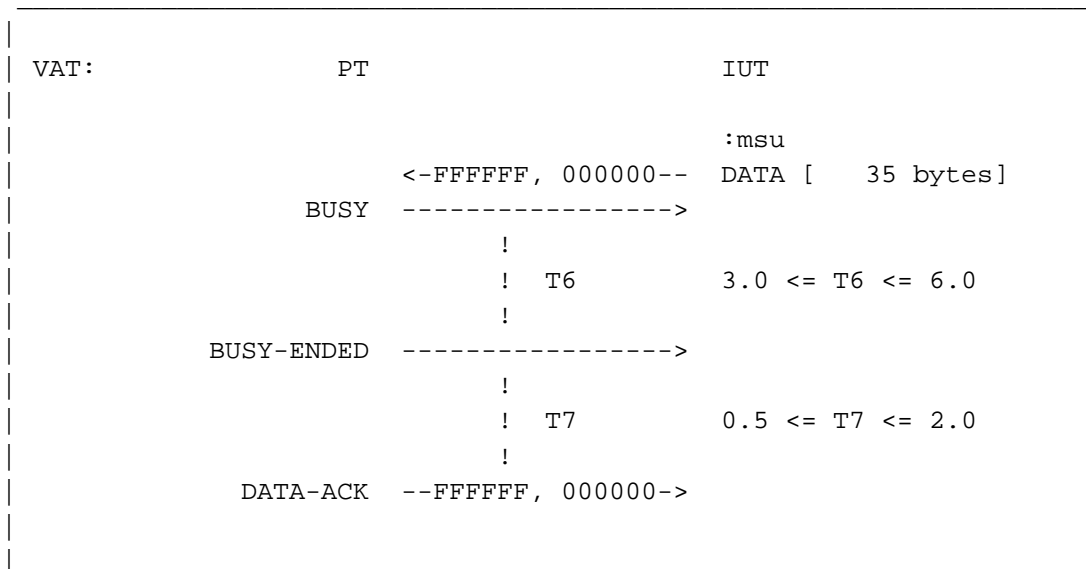 VAT: PT IUT
:msu
<-FFFFFF, 000000-- DATA [ 35 bytes]
BUSY ----------------->
!
! T6 3.0 <= T6 <= 6.0
!
BUSY-ENDED ----------------->
!
! T7 0.5 <= T7 <= 2.0
!
DATA-ACK --FFFFFF, 000000->